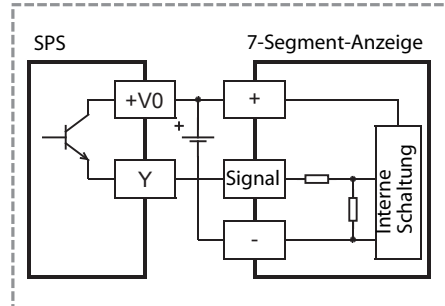 SPS
7-Segment-Anzeige
+V0
+
+
Y
Signal
-
Interne
Schaltung